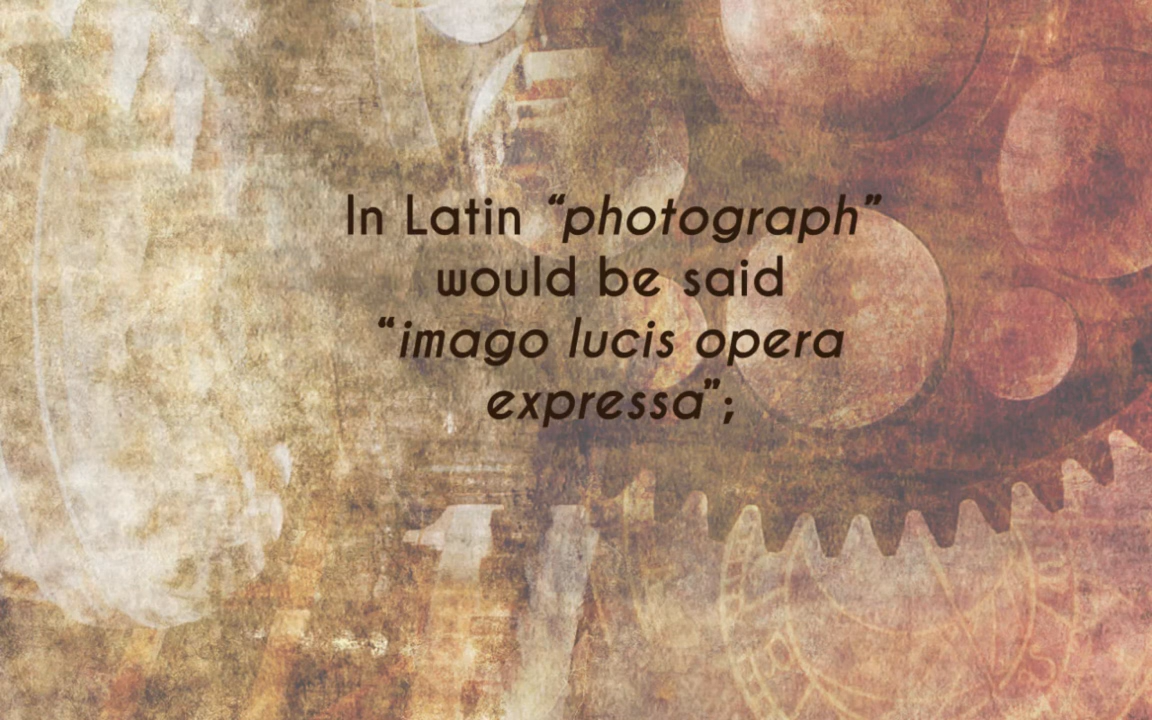 In Latin “photograph”
would be said
“imago lucis opera
expressa”;